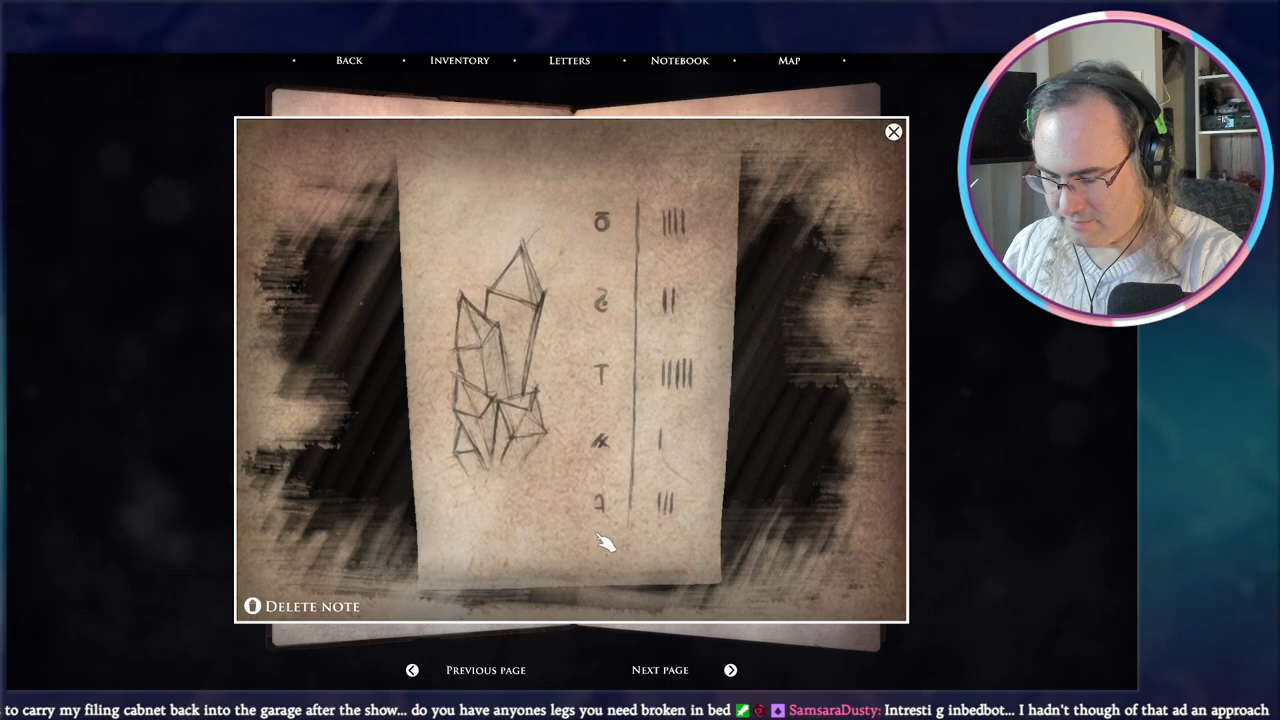 BACK
INVENTORY
LETTERS
NOTEBOOK
MAP
DELETE NOTE
PREVIOUS PAGE
NEXT PAGE
s to carry my filing cabnet back into the garage after the show... do you have anyones legs you need broken in bed SamsaraDusty: Intresti g inbedbot... I hadn't though of that ad an approach